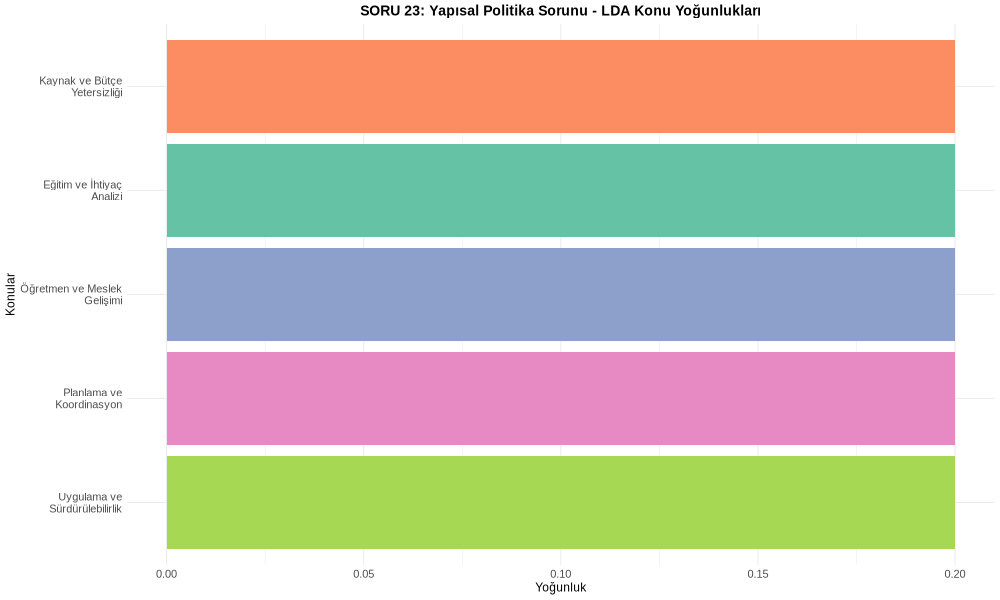 SORU 23: Yapısal Politika Sorunu - LDA Konu Yoğunlukları
Konular
Kaynak ve Bütçe
Yetersizliği
Eğitim ve İhtiyaç
Analizi
Öğretmen ve Meslek
Gelişimi
Planlama ve
Koordinasyon
Uygulama ve
Sürdürülebilirlik
0.00 0.05 0.10 0.15 0.20
Yoğunluk